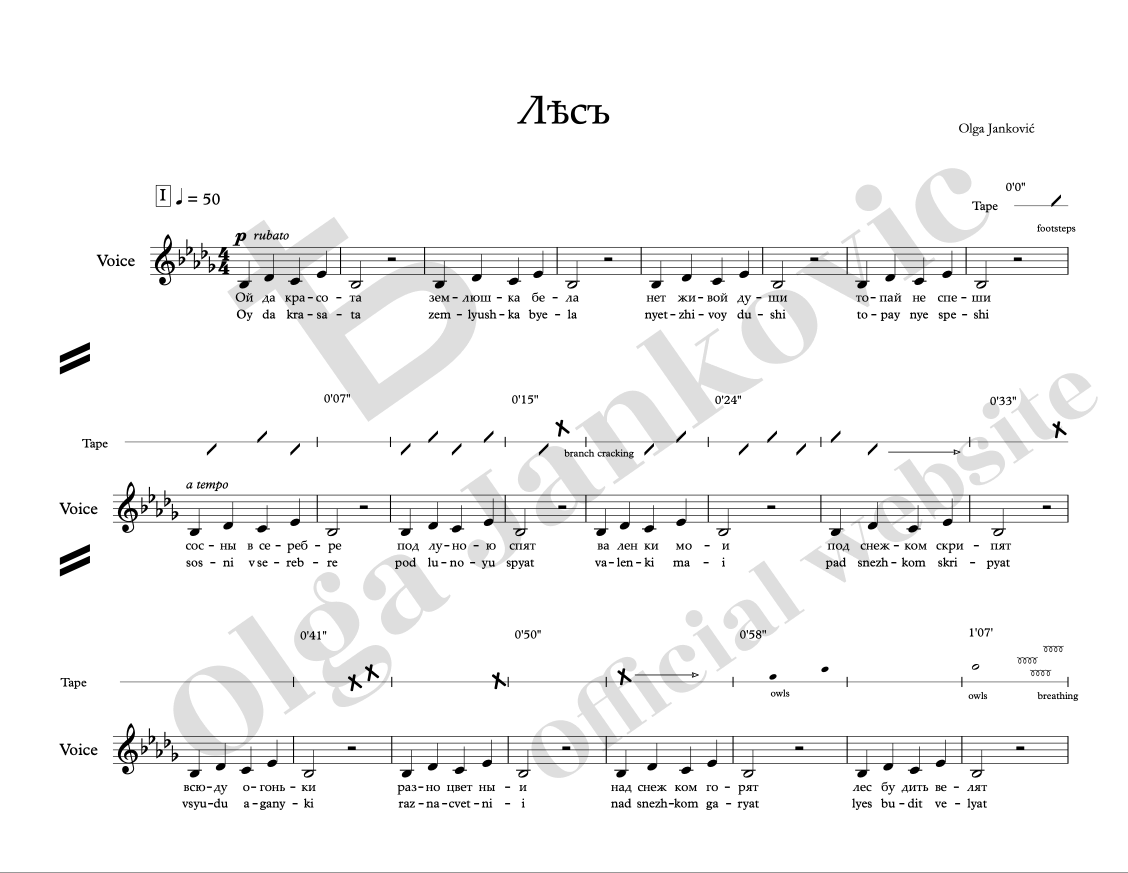 Лѣсъ
Olga Janković
I ♩ = 50
0'0"
Tape
footsteps
p rubato
Voice
4/4
Ой да кра – со – та зем – люш – ка бе – ла нет жи – вой ду – ши то – пай не спе – ши
Oy da kra – sa – ta zem – lyush – ka bye – la nyet – zhi – voy du – shi to – pay nye spe – shi
0'07" 0'15" 0'24" 0'33"
Tape
branch cracking
a tempo
Voice
сос – ны в се – реб – ре под лу – но – ю спят ва лен ки мо – и под снеж – ком скри – пят
sos – ni v se – reb – re pod lu – no – yu spyat va – len – ki ma – i pad snezh – kom skri – pyat
0'41" 0'50" 0'58" 1'07'
Tape
owls owls breathing
Voice
всю – ду о – гонь – ки раз – но цвет ны – и над снеж ком го – рят лес бу дить ве – лят
vsyu – du a – gany – ki raz – na – cvet – ni – i nad snezh – kom ga – ryat lyes bu – dit ve – lyat
Ѣ
Olga Jankovic
official website